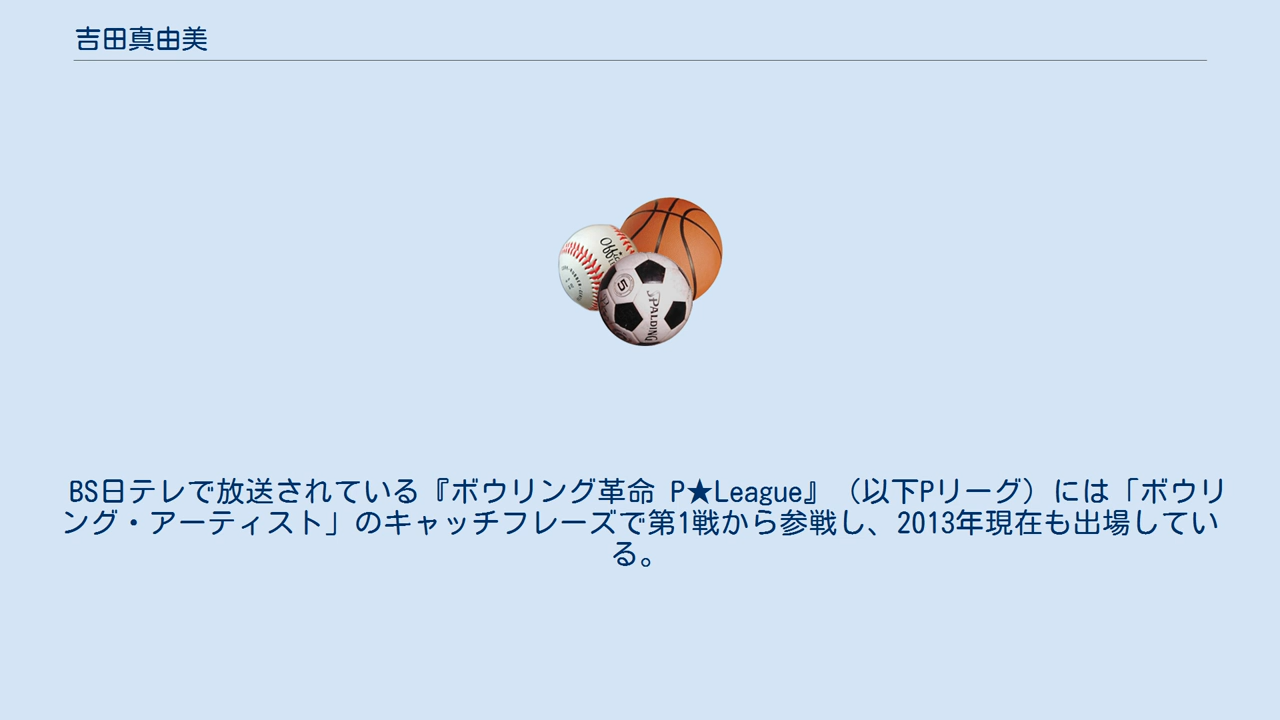 吉田真由美
Offici
5
SPALDING
BS日テレで放送されている『ボウリング革命 P★League』（以下Pリーグ）には「ボウリ
ング・アーティスト」のキャッチフレーズで第1戦から参戦し、2013年現在も出場してい
る。